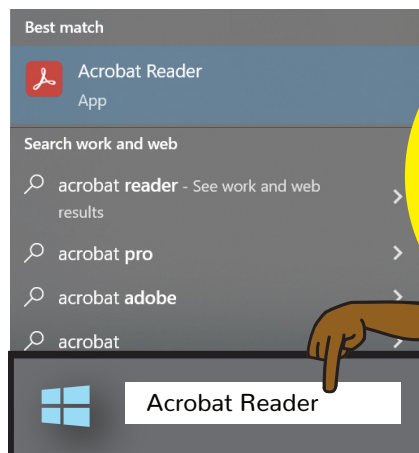 Best match
Acrobat Reader
App
Search work and web
acrobat reader - See work and web
results
acrobat pro
acrobat adobe
acrobat
Acrobat Reader